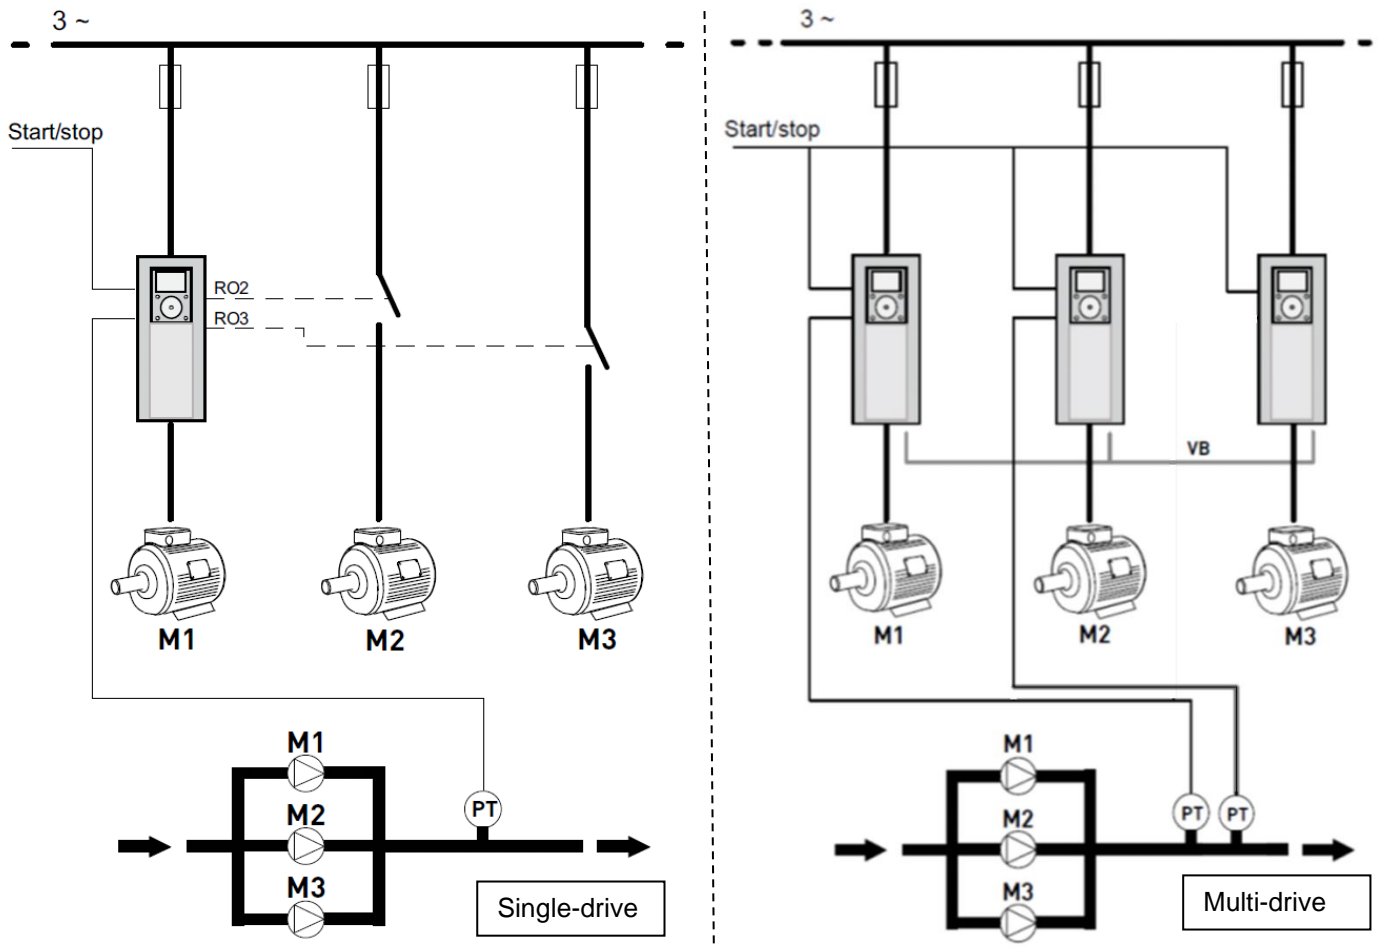 3 ~
Start/stop
RO2
RO3
M1
M2
M3
M1
M2
M3
PT
Single-drive
3 ~
Start/stop
VB
M1
M2
M3
M1
M2
M3
PT
PT
Multi-drive